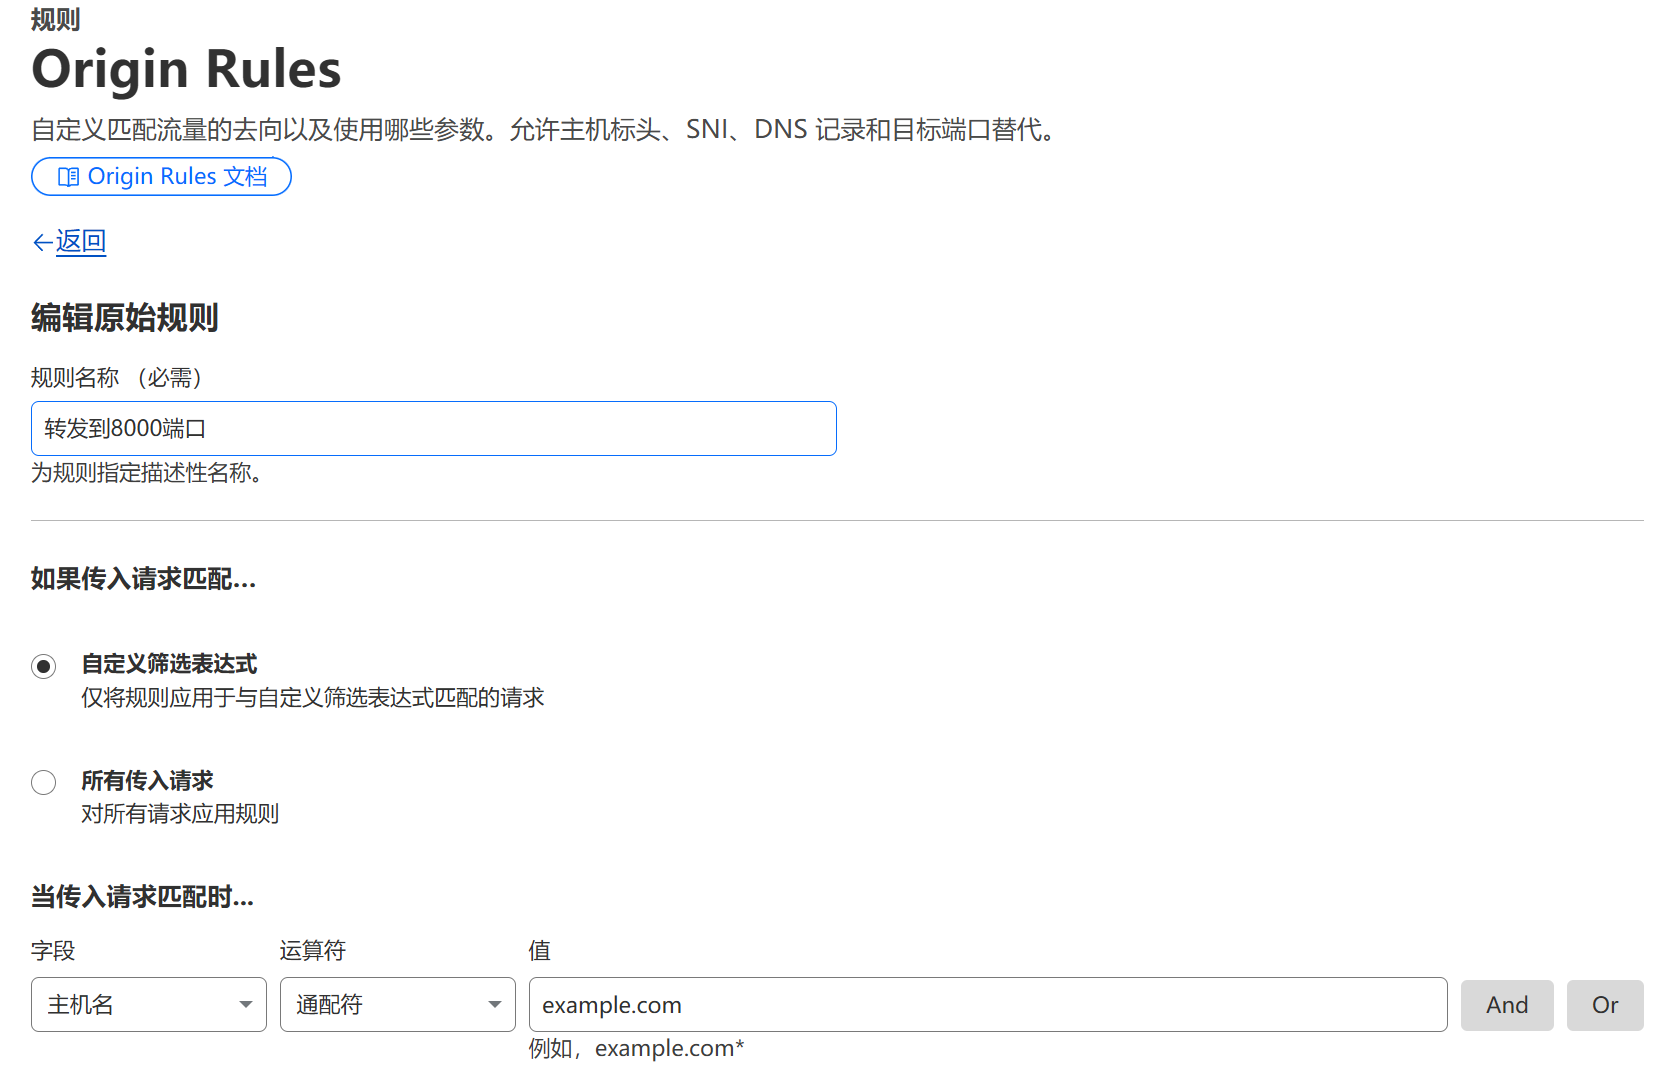 规则
Origin Rules
自定义匹配流量的去向以及使用哪些参数。允许主机标头、SNI、DNS 记录和目标端口替代。
Origin Rules 文档
←返回
编辑原始规则
规则名称 （必需）
转发到8000端口
为规则指定描述性名称。
如果传入请求匹配...
自定义筛选表达式
仅将规则应用于与自定义筛选表达式匹配的请求
所有传入请求
对所有请求应用规则
当传入请求匹配时...
字段 运算符 值
主机名 通配符 example.com And Or
例如，example.com*